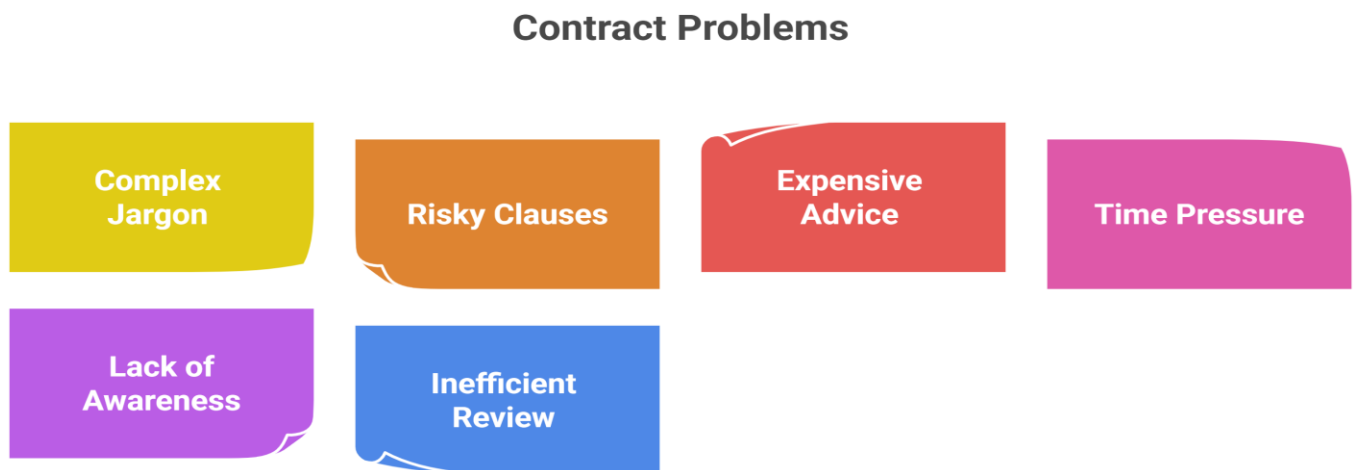 Contract Problems
Complex
Jargon
Risky Clauses
Expensive
Advice
Time Pressure
Lack of
Awareness
Inefficient
Review